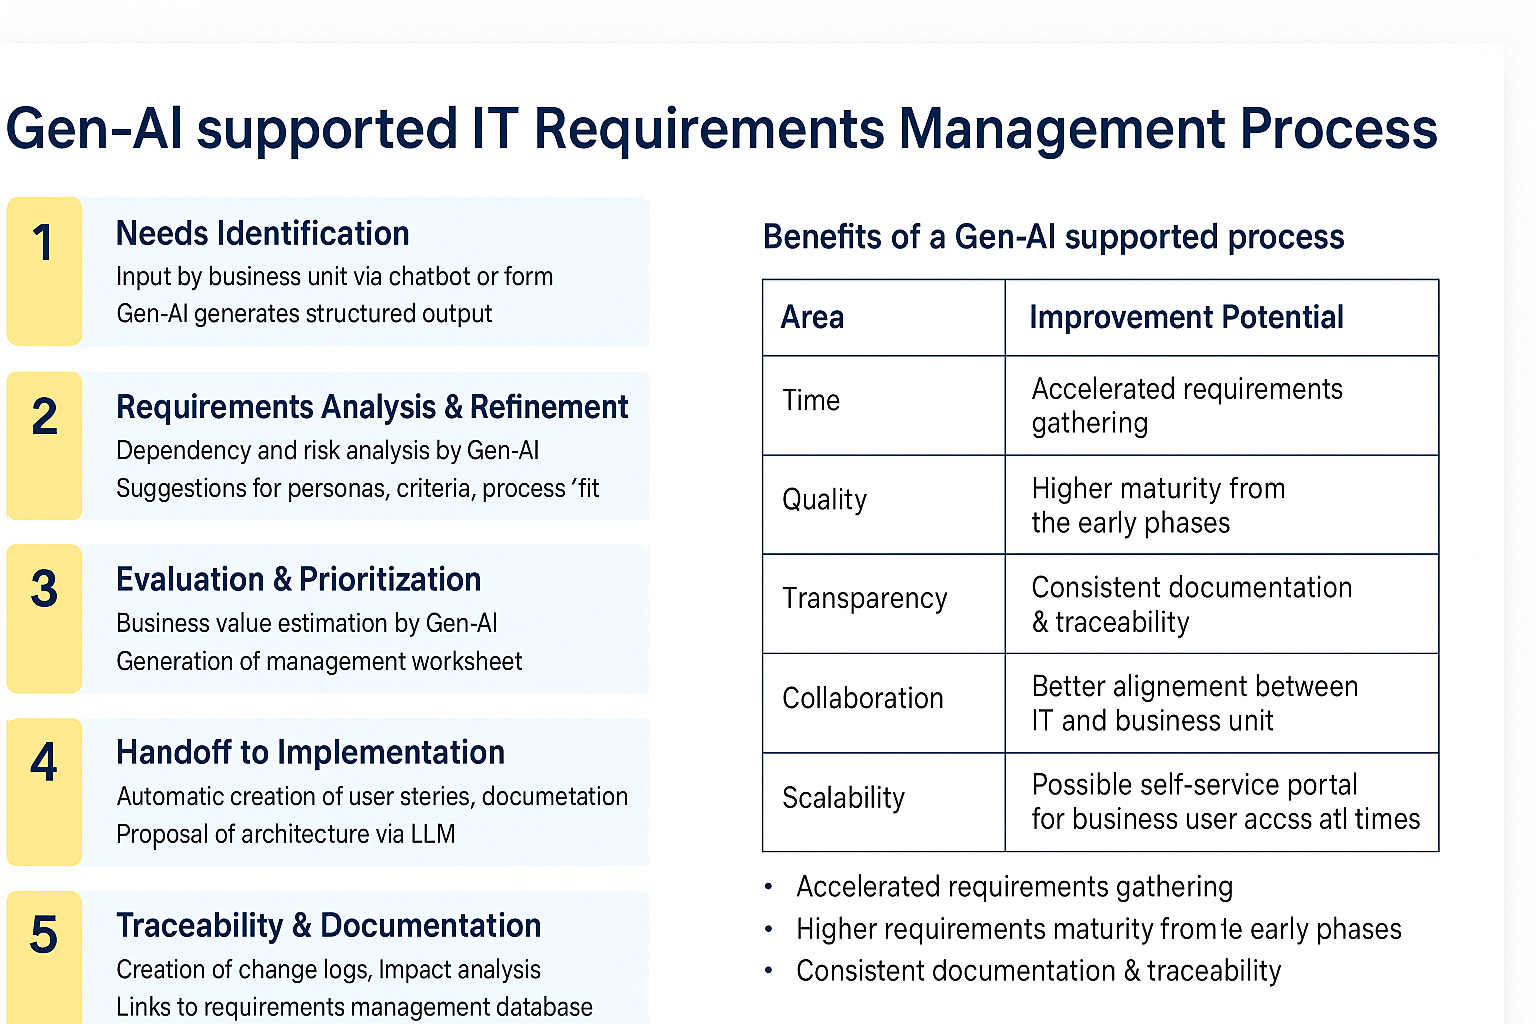 Gen-AI supported IT Requirements Management Process
1
Needs Identification
Input by business unit via chatbot or form
Gen-AI generates structured output
2
Requirements Analysis & Refinement
Dependency and risk analysis by Gen-AI
Suggestions for personas, criteria, process ‘fit
3
Evaluation & Prioritization
Business value estimation by Gen-AI
Generation of management worksheet
4
Handoff to Implementation
Automatic creation of user steries, documetation
Proposal of architecture via LLM
5
Traceability & Documentation
Creation of change logs, Impact analysis
Links to requirements management database
Benefits of a Gen-AI supported process
Area Improvement Potential
Time
Accelerated requirements
gathering
Quality
Higher maturity from
the early phases
Transparency
Consistent documentation
& traceability
Collaboration
Better alignement between
IT and business unit
Scalability
Possible self-service portal
for business user accss atl times
• Accelerated requirements gathering
• Higher requirements maturity from 1e early phases
• Consistent documentation & traceability